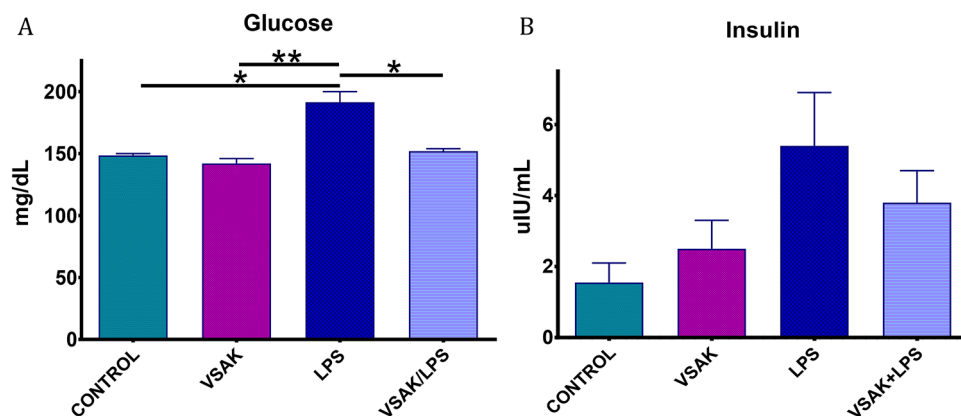 A
Glucose
**
*
*
mg/dL
200
150
100
50
0
CONTROL
VSAK
LPS
VSAK/LPS
B
Insulin
uIU/mL
6
4
2
0
CONTROL
VSAK
LPS
VSAK+LPS